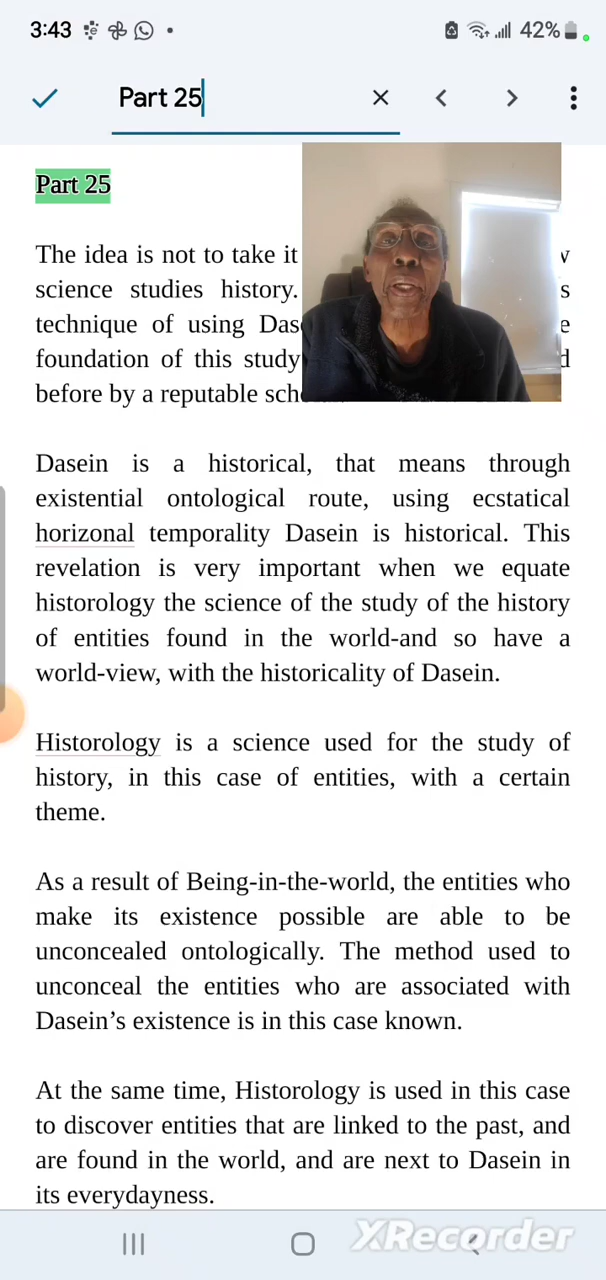 3:43
42%
Part 25
Part 25
The idea is not to take it
science studies history. s
technique of using e
foundation of this study d
before by a reputable
Dasein is a historical, that means through
existential ontological route, using ecstatical
horizonal temporality Dasein is historical. This
revelation is very important when we equate
historology the science of the study of the history
of entities found in the world-and so have a
world-view, with the historicality of Dasein.
Historology is a science used for the study of
history, in this case of entities, with a certain
theme.
As a result of Being-in-the-world, the entities who
make its existence possible are able to be
unconcealed ontologically. The method used to
unconceal the entities who are associated with
Dasein’s existence is in this case known.
At the same time, Historology is used in this case
to discover entities that are linked to the past, and
are found in the world, and are next to Dasein in
its everydayness.
XRecorder